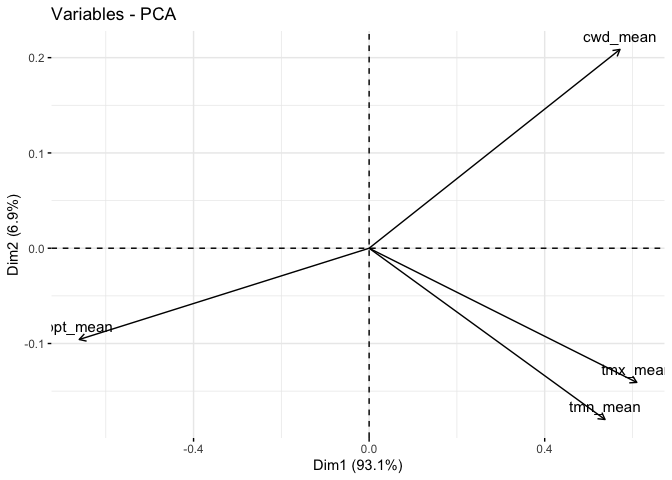 Variables - PCA
cwd_mean
0.2
0.1
0.0
-0.1
ppt_mean
tmx_mean
tmn_mean
-0.4
0.0
0.4
Dim1 (93.1%)
Dim2 (6.9%)